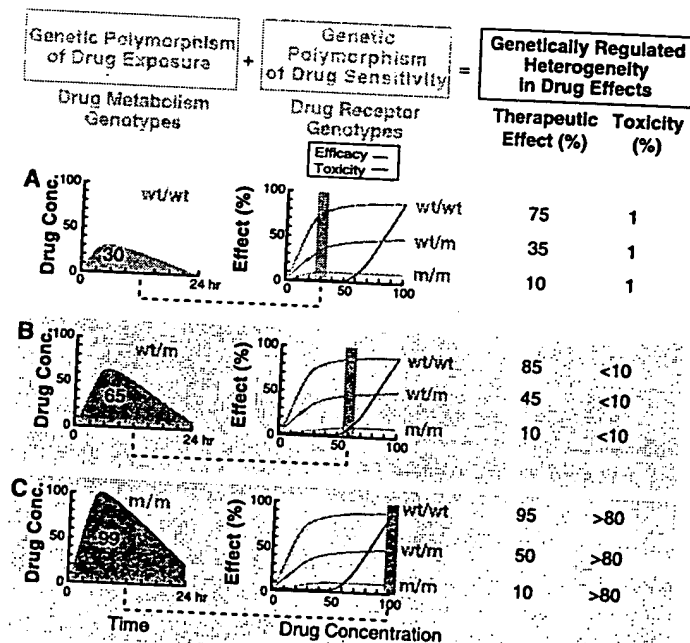 Genetic Polymorphism
of Drug Exposure
+
Genetic
Polymorphism
of Drug Sensitivity
=
Genetically Regulated
Heterogeneity
in Drug Effects
Drug Metabolism
Genotypes
Drug Receptor
Genotypes
Therapeutic
Effect (%)
Toxicity
(%)
Efficacy
Toxicity
A
Drug Conc.
100
50
0
wt/wt
30
0
24 hr
Effect (%)
100
50
0
wt/wt
wt/m
m/m
0
50
100
75 1
35 1
10 1
B
Drug Conc.
100
50
0
wt/m
65
0
24 hr
Effect (%)
100
50
0
wt/wt
wt/m
m/m
0
50
100
85 <10
45 <10
10 <10
C
Drug Conc.
100
50
0
m/m
99
0
24 hr
Time
Effect (%)
100
50
0
wt/wt
wt/m
m/m
0
50
100
Drug Concentration
95 >80
50 >80
10 >80